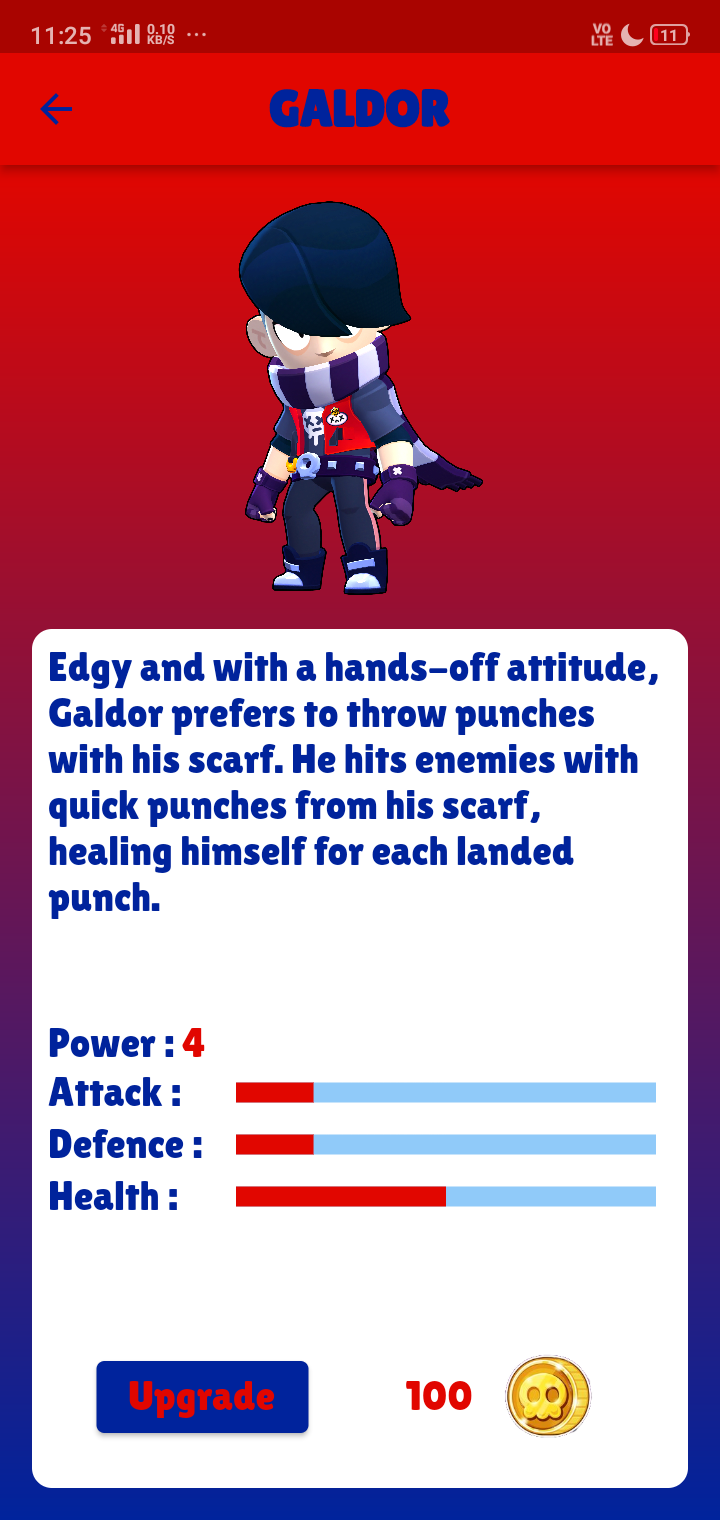 11:25 4G 0.10 KB/S ... VO LTE 11
GALDOR
Edgy and with a hands-off attitude,
Galdor prefers to throw punches
with his scarf. He hits enemies with
quick punches from his scarf,
healing himself for each landed
punch.
Power : 4
Attack :
Defence :
Health :
Upgrade 100